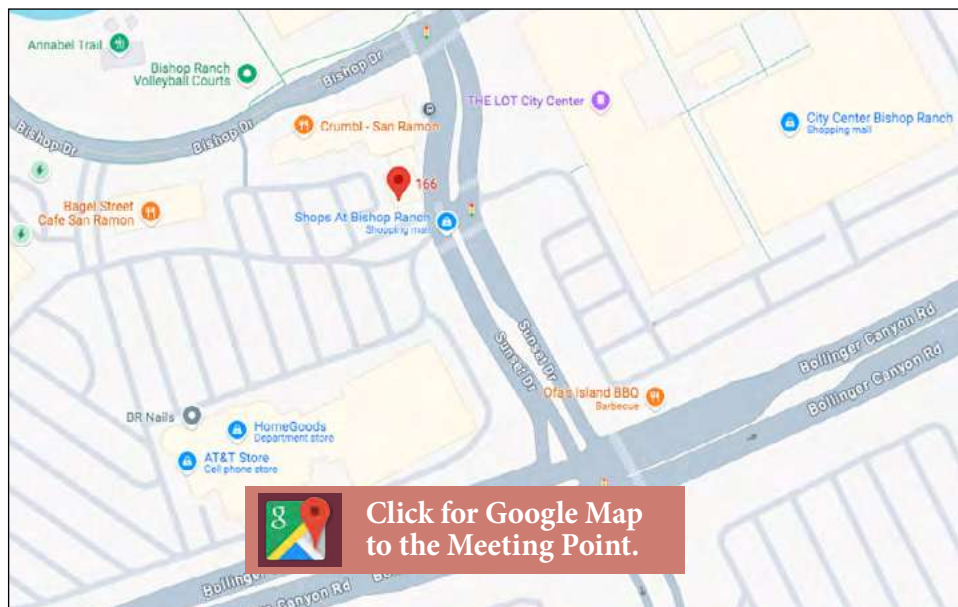 Annabel Trail
Bishop Ranch
Volleyball Courts
Bishop Dr
Bishop Dr
Bishop Dr
Crumbl - San Ramon
THE LOT City Center
City Center Bishop Ranch
Shopping mall
166
Bagel Street
Cafe San Ramon
Shops At Bishop Ranch
Shopping mall
Sunset Dr
Sunset Dr
Bollinger Canyon Rd
Bollinger Canyon Rd
Ofa's Island BBQ
Barbecue
DR Nails
HomeGoods
Department store
AT&T Store
Cell phone store
g
Click for Google Map
to the Meeting Point.
Bollinger
Canyon Rd